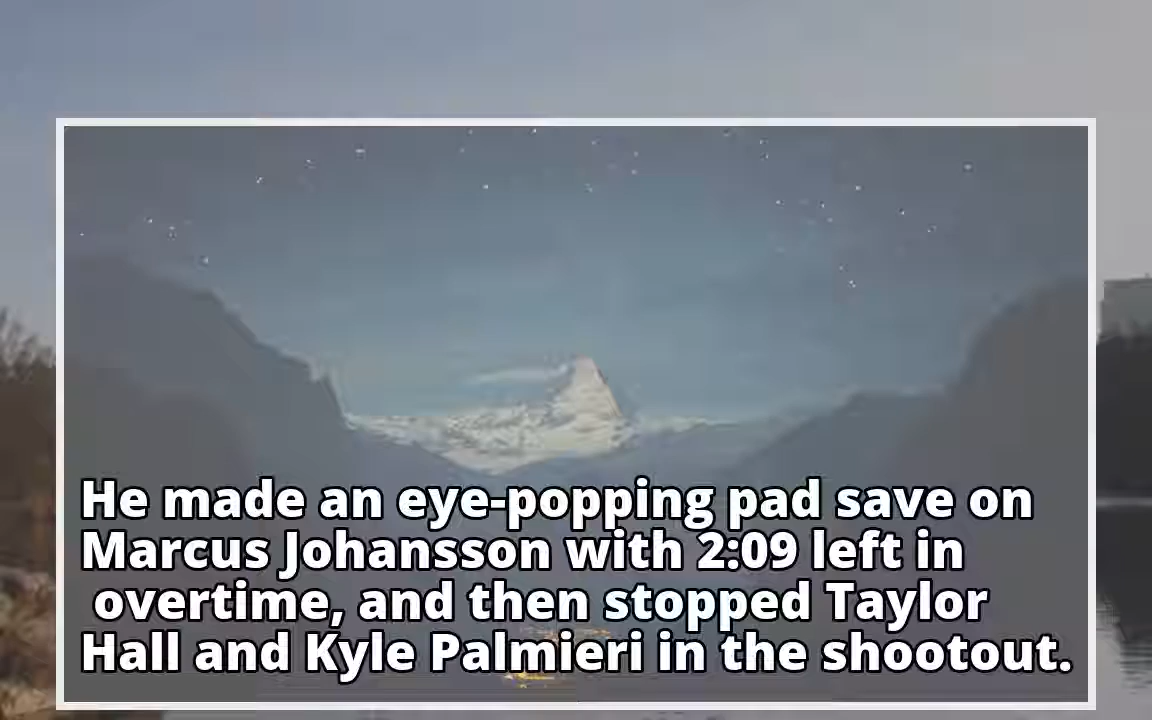 He made an eye-popping pad save on
Marcus Johansson with 2:09 left in
overtime, and then stopped Taylor
Hall and Kyle Palmieri in the shootout.